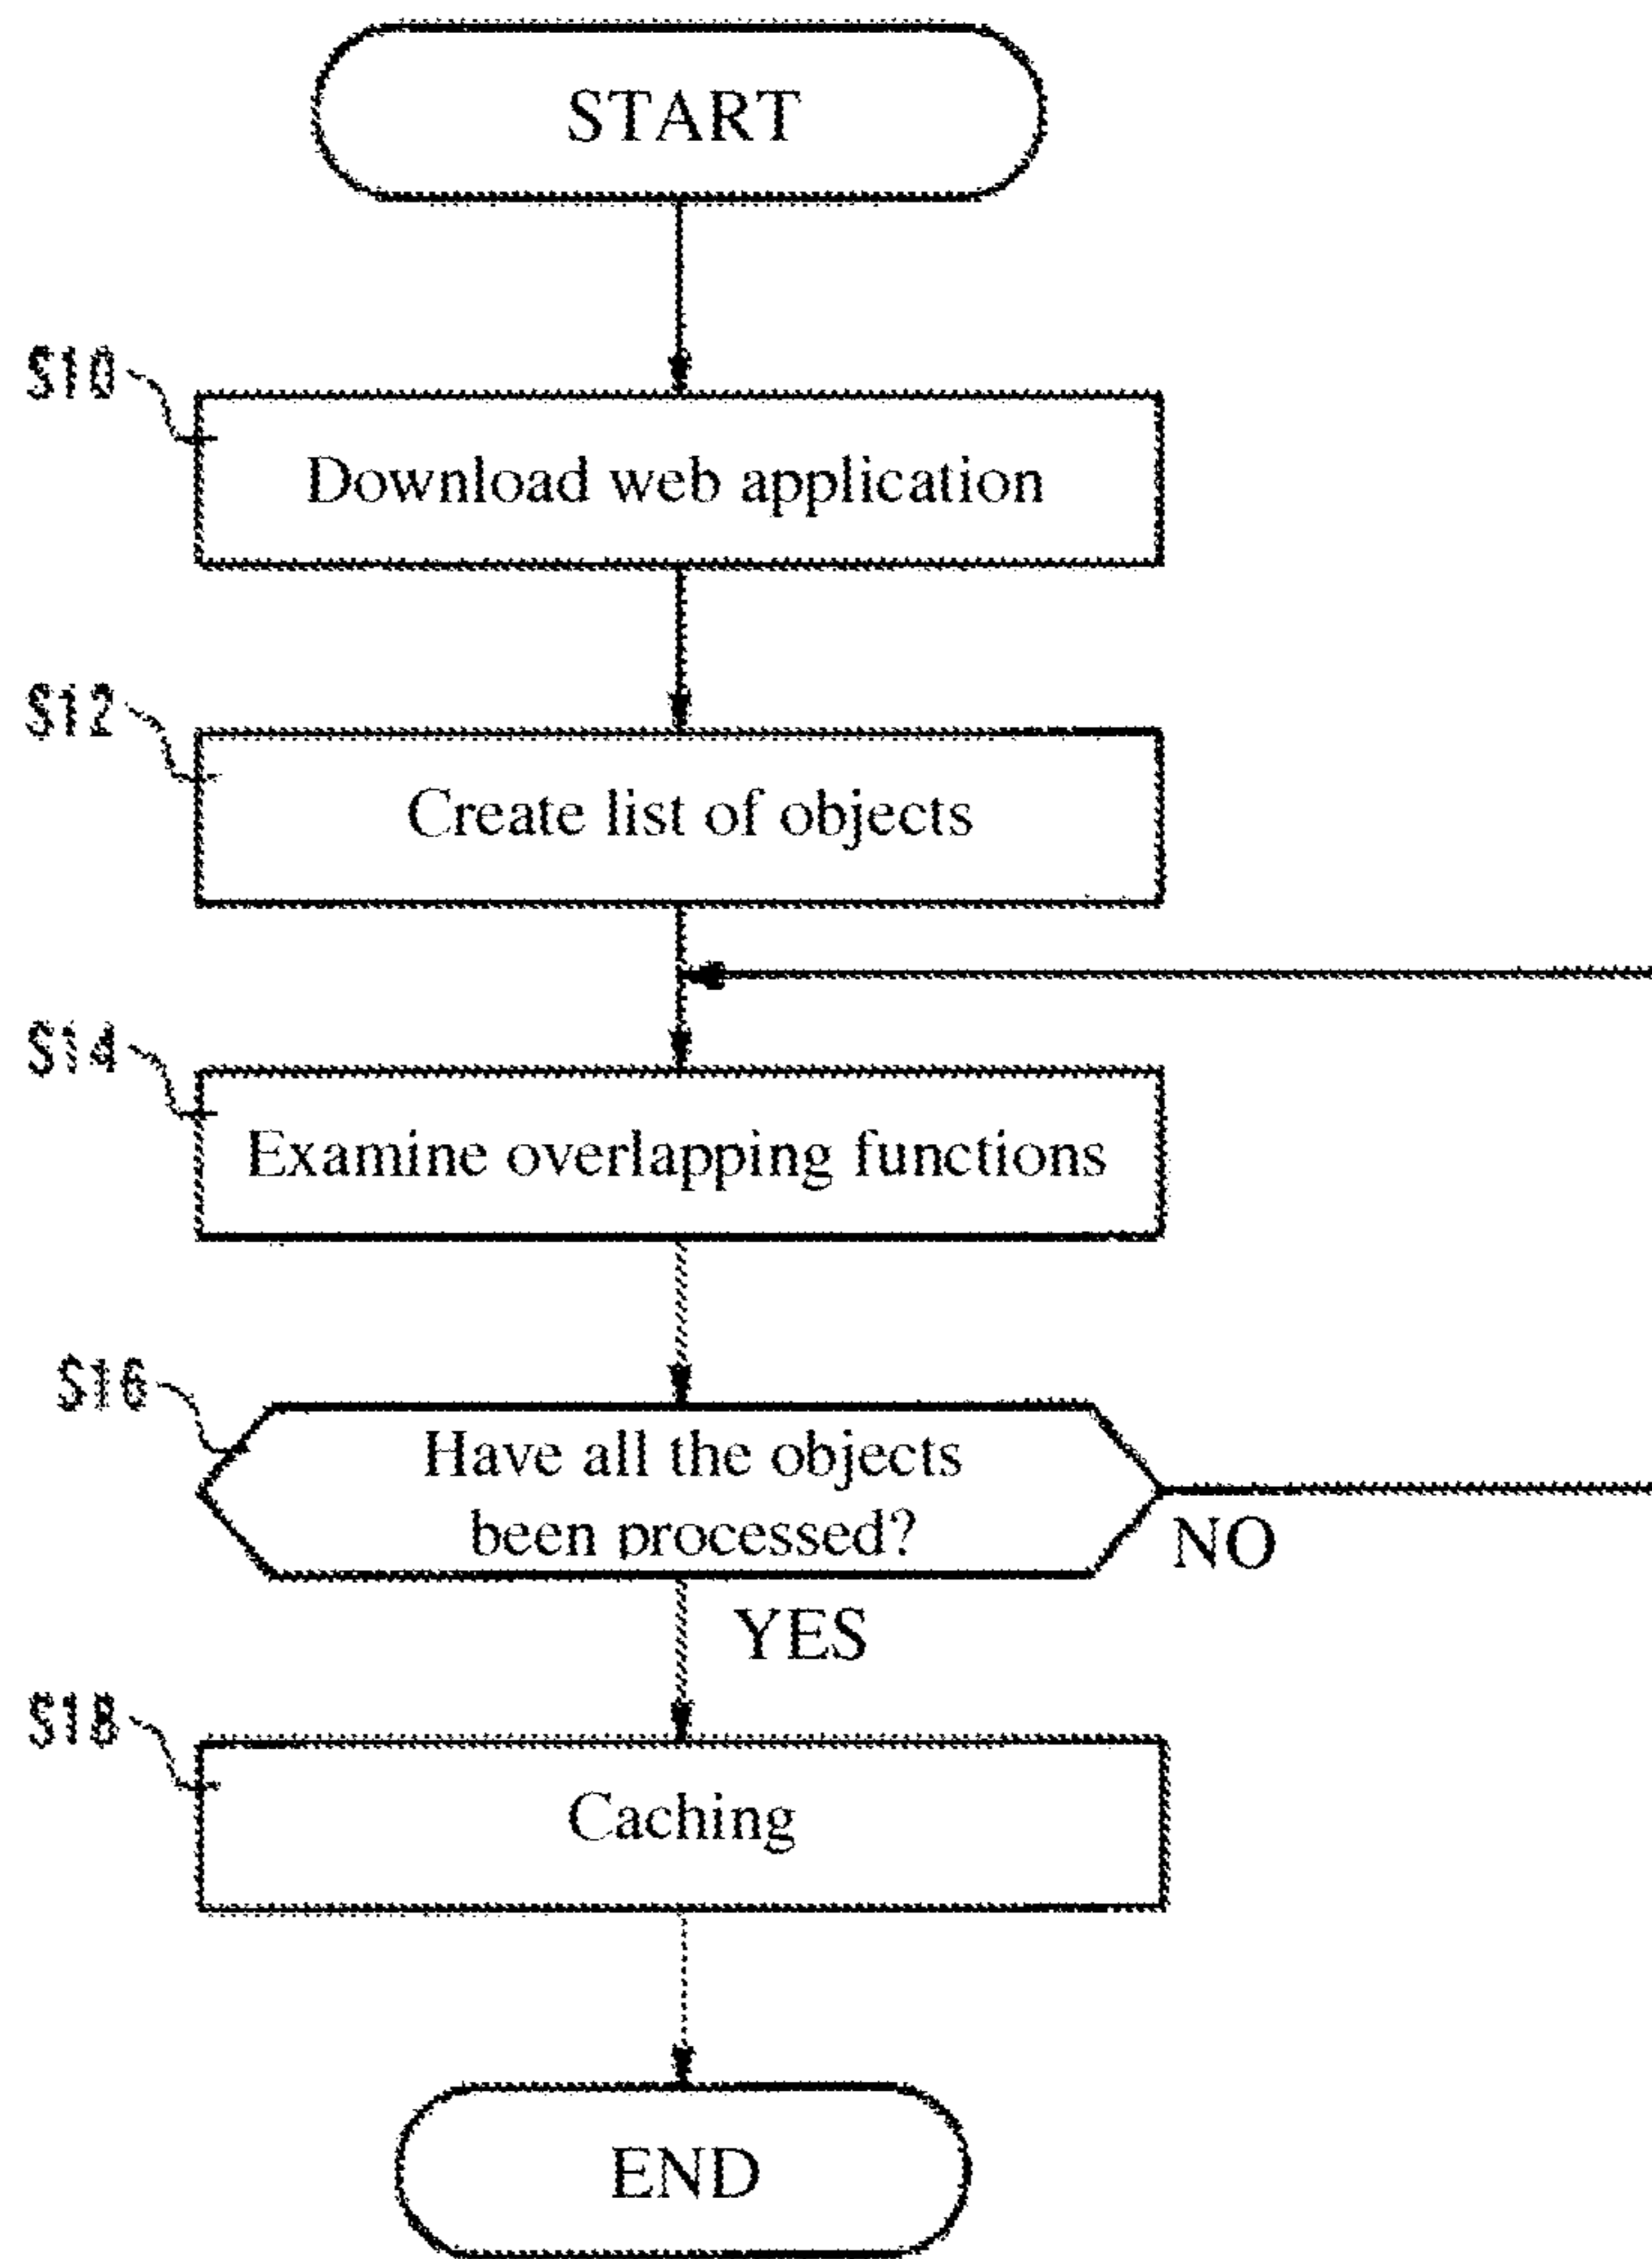 START
S10
Download web application
S12
Create list of objects
S14
Examine overlapping functions
S16
Have all the objects
been processed?
NO
YES
S18
Caching
END